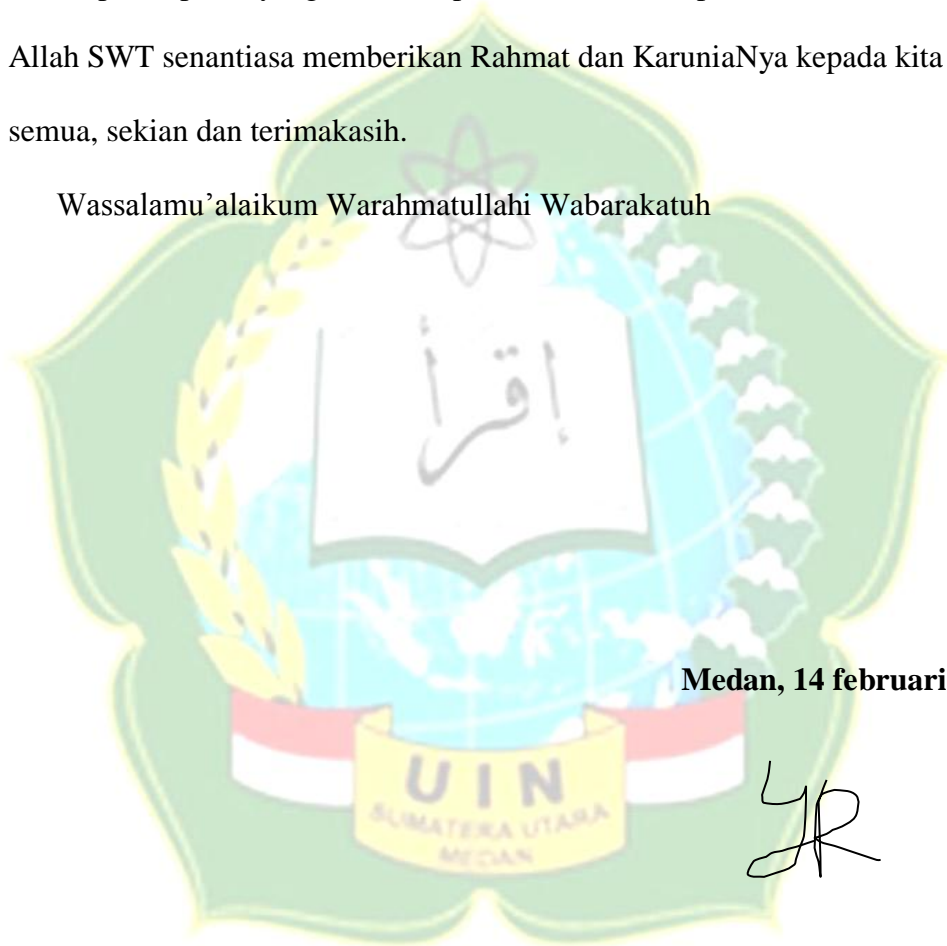 Allah SWT senantiasa memberikan Rahmat dan KaruniaNya kepada kita
semua, sekian dan terimakasih.
Wassalamu’alaikum Warahmatullahi Wabarakatuh
إقرأ
Medan, 14 februari
UIN
SUMATERA UTARA
MEDAN